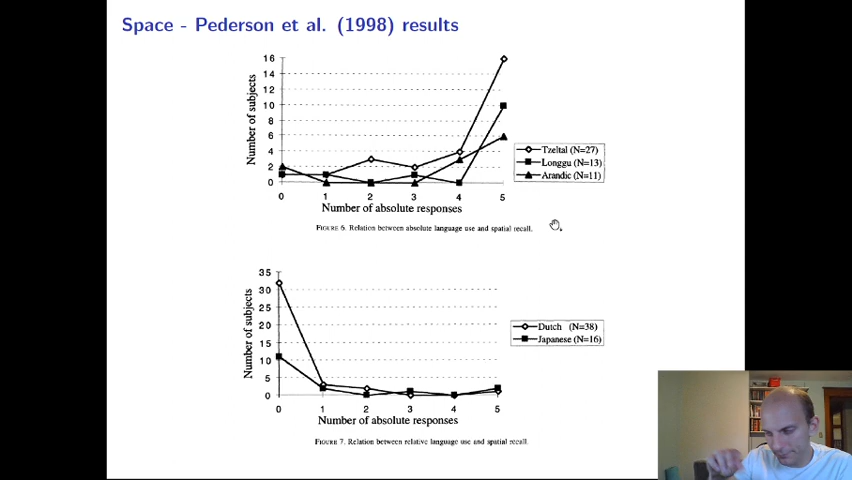 Space - Pederson et al. (1998) results
16
14
12
10
8
6
4
2
0
Number of subjects
0 1 2 3 4 5
Number of absolute responses
Tzeltal (N=27)
Longgu (N=13)
Arandic (N=11)
FIGURE 6. Relation between absolute language use and spatial recall.
35
30
25
20
15
10
5
0
Number of subjects
0 1 2 3 4 5
Number of absolute responses
Dutch (N=38)
Japanese (N=16)
FIGURE 7. Relation between relative language use and spatial recall.